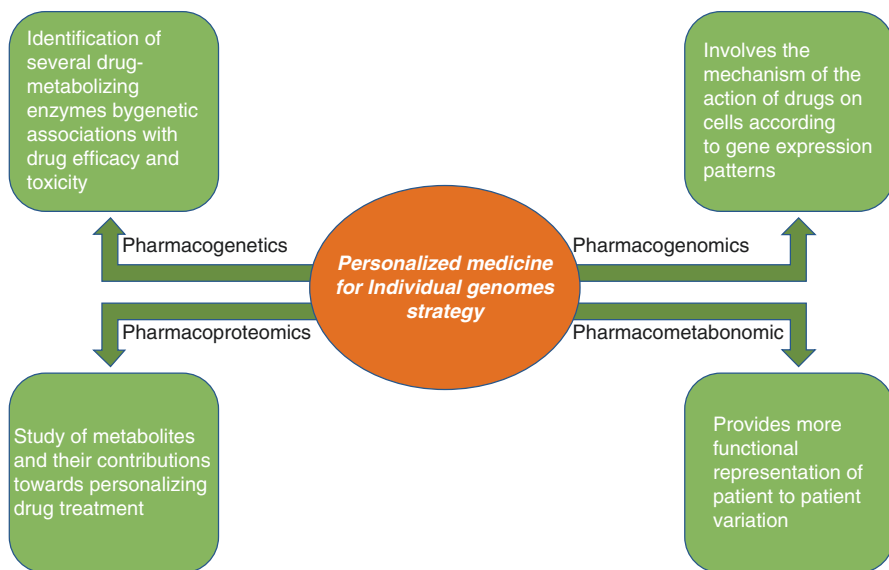 Identification of
several drug-
metabolizing
enzymes bygenetic
associations with
drug efficacy and
toxicity
Involves the
mechanism of the
action of drugs on
cells according
to gene expression
patterns
Pharmacogenetics
Pharmacogenomics
Personalized medicine
for Individual genomes
strategy
Pharmacoproteomics
Pharmacometabonomic
Study of metabolites
and their contributions
towards personalizing
drug treatment
Provides more
functional
representation of
patient to patient
variation